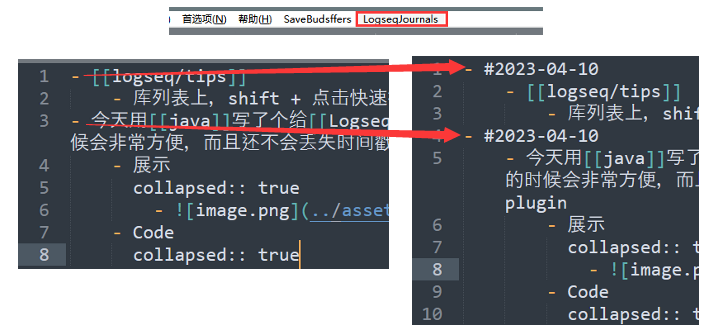 首选项(N) 帮助(H) SaveBudsffers LogseqJournals
1 - [[logseq/tips]]
2 - 库列表上，shift + 点击快速
3 - 今天用[[java]]写了个给[[Logseq
候会非常方便，而且还不会丢失时间戳
4 - 展示
5 collapsed:: true
6 - ![image.png](../asset
7 - Code
8 collapsed:: true
1 - #2023-04-10
2 - [[logseq/tips]]
3 - 库列表上，shif
4 - #2023-04-10
5 - 今天用[[java]]写了
的时候会非常方便，而且
plugin
6 - 展示
7 collapsed:: t
8 - ![image.p
9 - Code
10 collapsed:: t